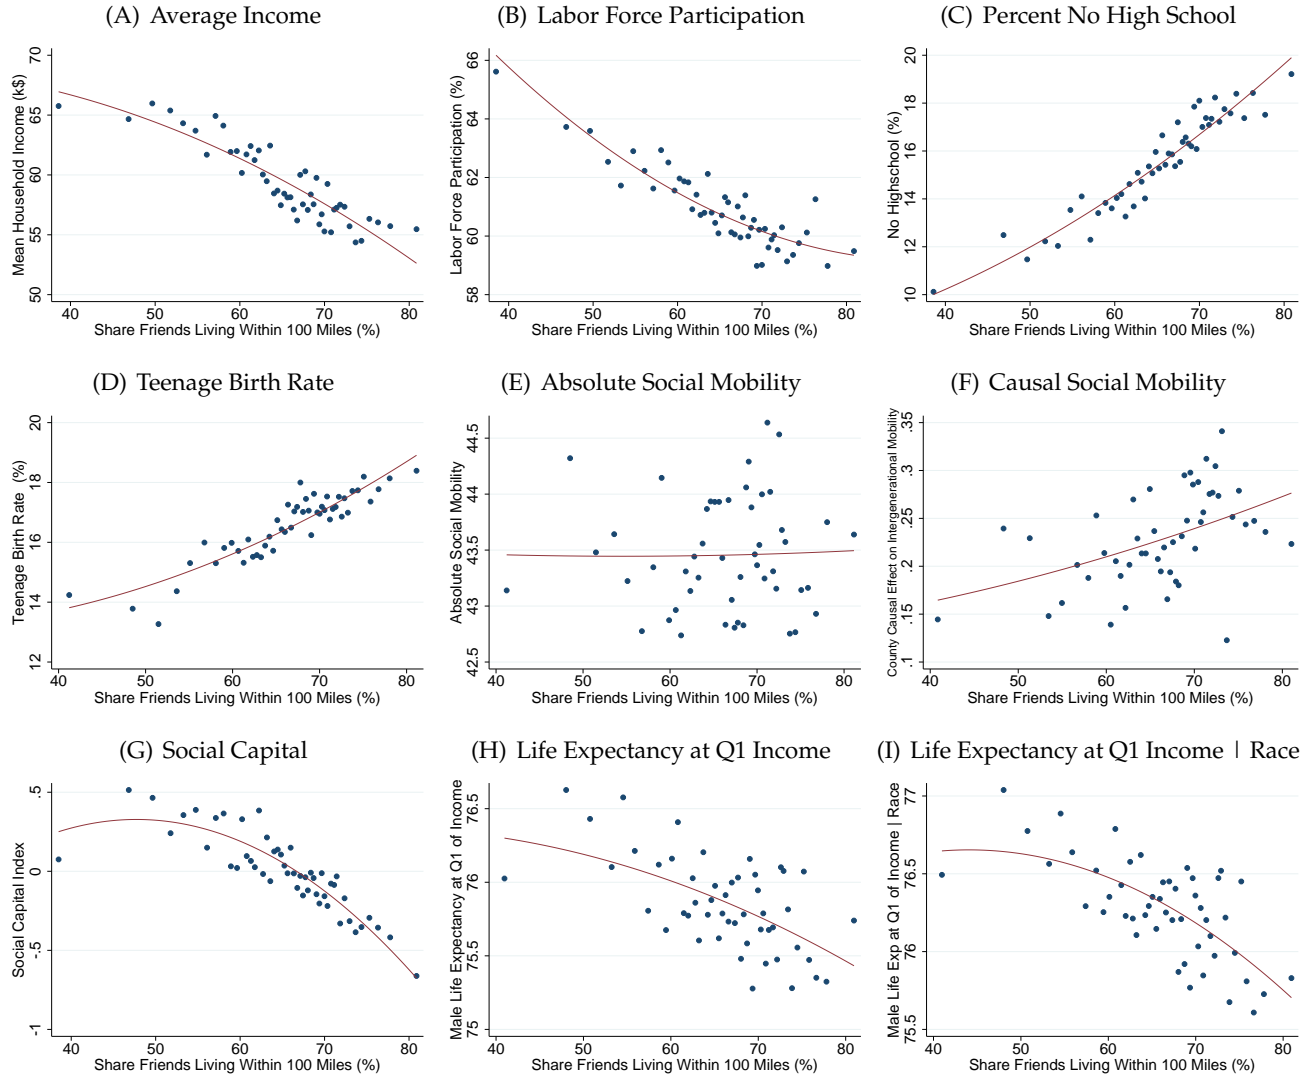 (A) Average Income
Mean Household Income (k$)
70
65
60
55
50
40 50 60 70 80
Share Friends Living Within 100 Miles (%)
(B) Labor Force Participation
Labor Force Participation (%)
66
64
62
60
58
40 50 60 70 80
Share Friends Living Within 100 Miles (%)
(C) Percent No High School
No Highschool (%)
20
18
16
14
12
10
40 50 60 70 80
Share Friends Living Within 100 Miles (%)
(D) Teenage Birth Rate
Teenage Birth Rate (%)
20
18
16
14
12
40 50 60 70 80
Share Friends Living Within 100 Miles (%)
(E) Absolute Social Mobility
Absolute Social Mobility
44.5
44
43.5
43
42.5
40 50 60 70 80
Share Friends Living Within 100 Miles (%)
(F) Causal Social Mobility
County Causal Effect on Intergenerational Mobility
.35
.3
.25
.2
.15
.1
40 50 60 70 80
Share Friends Living Within 100 Miles (%)
(G) Social Capital
Social Capital Index
.5
0
-.5
-1
40 50 60 70 80
Share Friends Living Within 100 Miles (%)
(H) Life Expectancy at Q1 Income
Male Life Expectancy at Q1 of Income
76.5
76
75.5
75
40 50 60 70 80
Share Friends Living Within 100 Miles (%)
(I) Life Expectancy at Q1 Income | Race
Male Life Exp at Q1 of Income | Race
77
76.5
76
75.5
40 50 60 70 80
Share Friends Living Within 100 Miles (%)